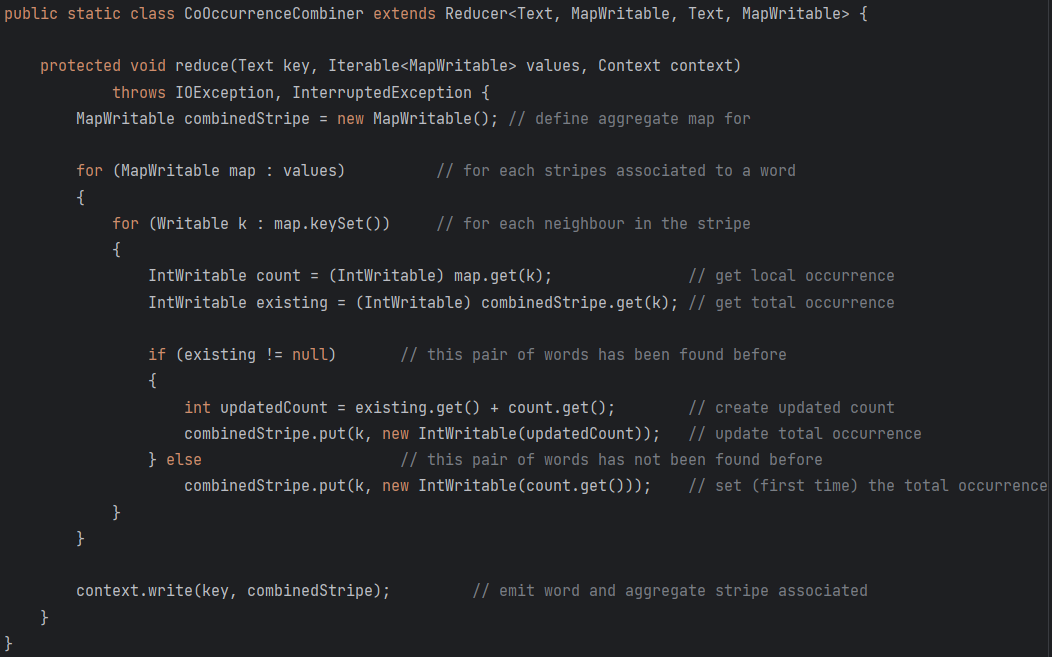 public static class CoOccurrenceCombiner extends Reducer<Text, MapWritable, Text, MapWritable> {
    protected void reduce(Text key, Iterable<MapWritable> values, Context context)
            throws IOException, InterruptedException {
        MapWritable combinedStripe = new MapWritable(); // define aggregate map for
        for (MapWritable map : values)          // for each stripes associated to a word
        {
            for (Writable k : map.keySet())     // for each neighbour in the stripe
            {
                IntWritable count = (IntWritable) map.get(k);               // get local occurrence
                IntWritable existing = (IntWritable) combinedStripe.get(k); // get total occurrence
                if (existing != null)       // this pair of words has been found before
                {
                    int updatedCount = existing.get() + count.get();        // create updated count
                    combinedStripe.put(k, new IntWritable(updatedCount));   // update total occurrence
                } else                      // this pair of words has not been found before
                    combinedStripe.put(k, new IntWritable(count.get()));    // set (first time) the total occurrence
            }
        }
        context.write(key, combinedStripe);         // emit word and aggregate stripe associated
    }
}